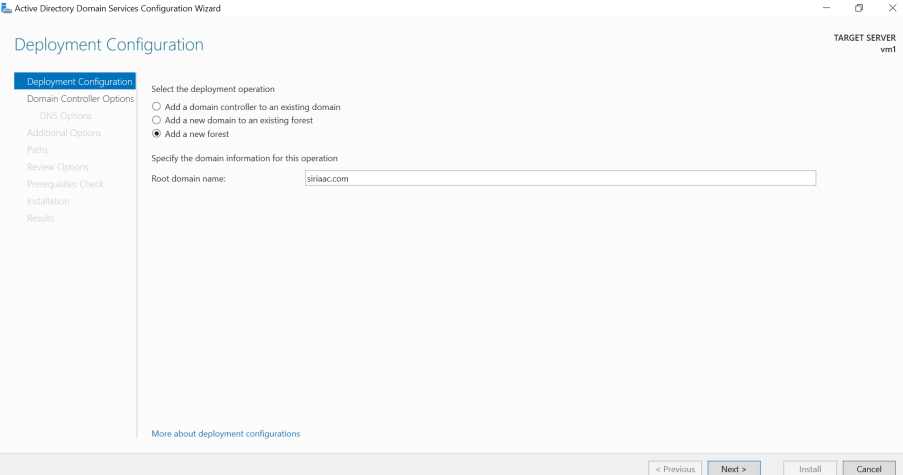 Active Directory Domain Services Configuration Wizard
Deployment Configuration
TARGET SERVER
vm1
Deployment Configuration
Domain Controller Options
DNS Options
Additional Options
Paths
Review Options
Prerequisites Check
Installation
Results
Select the deployment operation
Add a domain controller to an existing domain
Add a new domain to an existing forest
Add a new forest
Specify the domain information for this operation
Root domain name: siriaac.com
More about deployment configurations
< Previous Next > Install Cancel